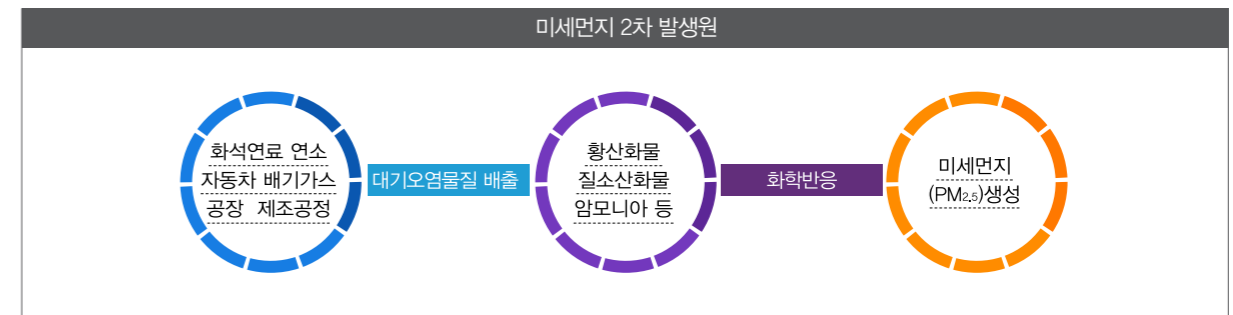 미세먼지 2차 발생원
화석연료 연소
자동차 배기가스
공장 제조공정
대기오염물질 배출
황산화물
질소산화물
암모니아 등
화학반응
미세먼지
(PM2.5)생성